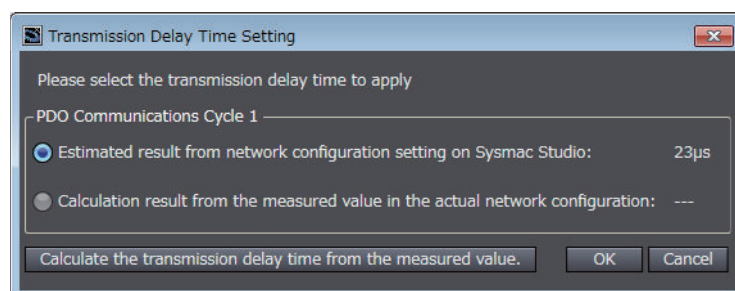 Transmission Delay Time Setting
Please select the transmission delay time to apply
PDO Communications Cycle 1
Estimated result from network configuration setting on Sysmac Studio: 23µs
Calculation result from the measured value in the actual network configuration: ---
Calculate the transmission delay time from the measured value. OK Cancel